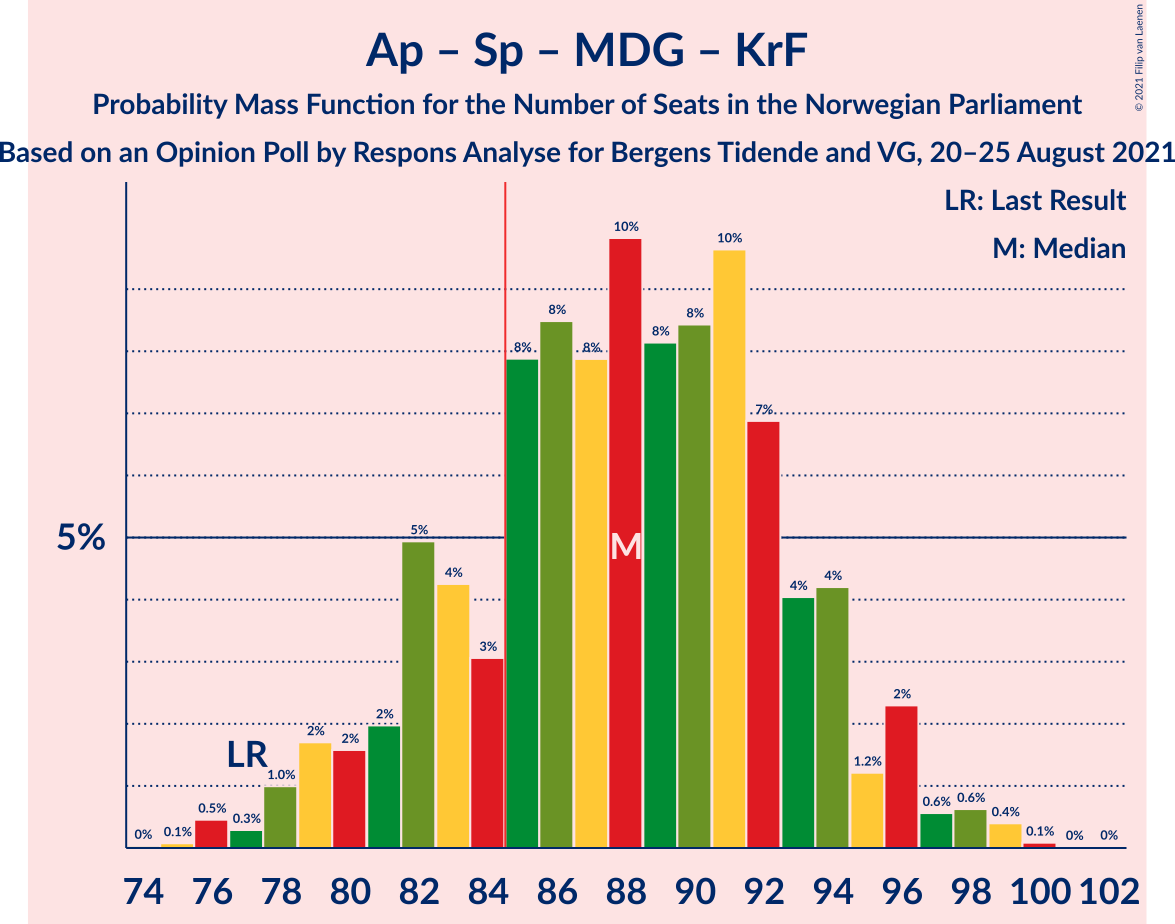 Ap – Sp – MDG – KrF
© 2021 Filip van Laenen
Probability Mass Function for the Number of Seats in the Norwegian Parliament
Based on an Opinion Poll by Respons Analyse for Bergens Tidende and VG, 20–25 August 2021
LR: Last Result
M: Median
5%
LR
M
0% 0.1% 0.5% 0.3% 1.0% 2% 2% 2% 5% 4% 3% 8% 8% 8% 10% 8% 8% 10% 7% 4% 4% 1.2% 2% 0.6% 0.6% 0.4% 0.1% 0% 0%
74 76 78 80 82 84 86 88 90 92 94 96 98 100 102